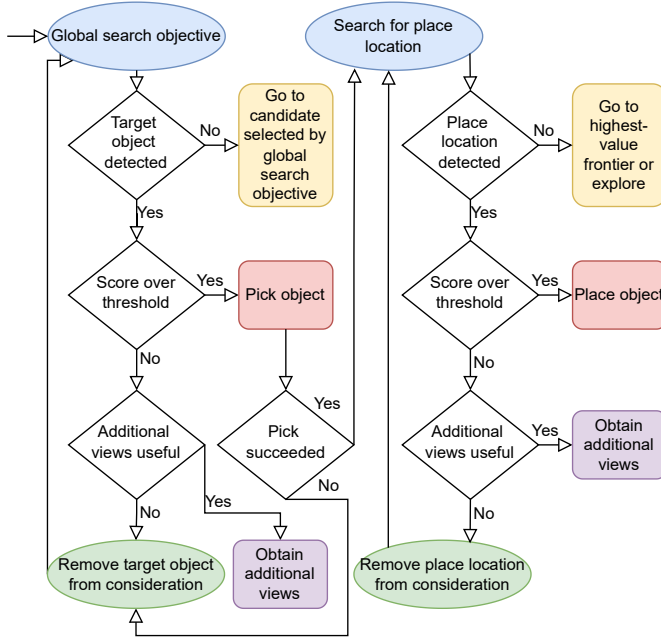 Global search objective
Target
object
detected
No
Go to
candidate
selected by
global
search
objective
Yes
Score over
threshold
Yes
Pick object
No
Additional
views useful
Yes
Pick
succeeded
No
Yes
No
Remove target object
from consideration
Obtain
additional
views
Search for place
location
Place
location
detected
No
Go to
highest-
value
frontier or
explore
Yes
Score over
threshold
Yes
Place object
No
Additional
views useful
Yes
Obtain
additional
views
No
Remove place location
from consideration